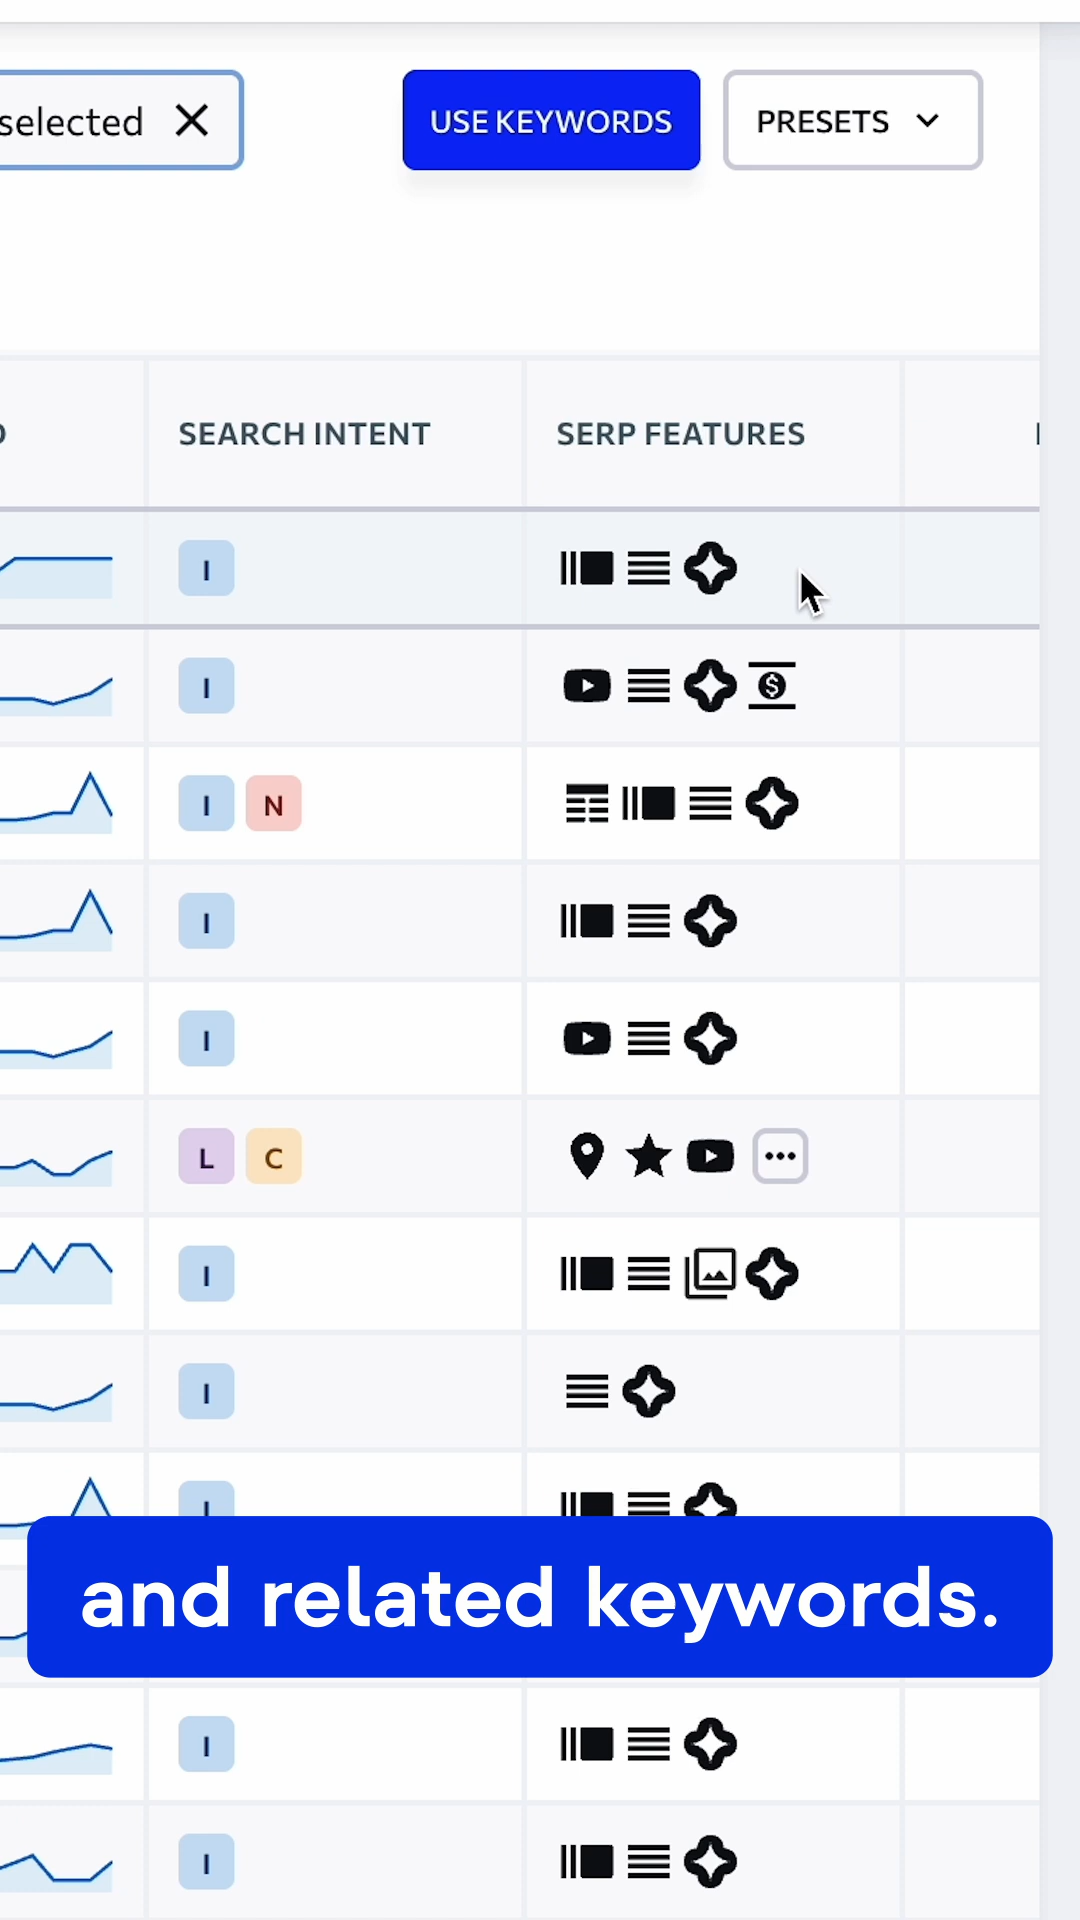 selected
USE KEYWORDS
PRESETS
SEARCH INTENT
SERP FEATURES
I
I
I N
I
I
L C
I
I
I
and related keywords.
I
I